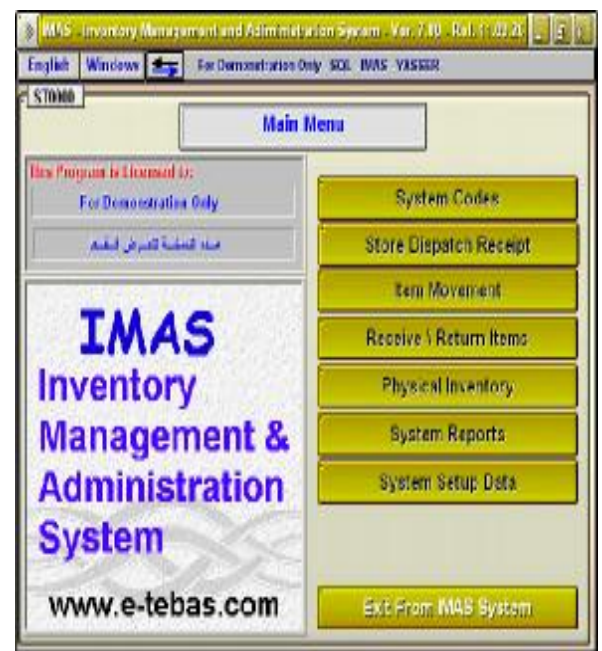 IMAS - Inventory Management and Administration System - Ver. 7.00 - Rel.
English Windows For Demonstration Only SQL IMAS YASSER
ST0000
Main Menu
This Program is Licensed to:
For Demonstration Only
System Codes
Store Dispatch Receipt
Item Movement
Receive \ Return Items
Physical Inventory
System Reports
System Setup Data
IMAS
Inventory
Management &
Administration
System
www.e-tebas.com
Exit From IMAS System